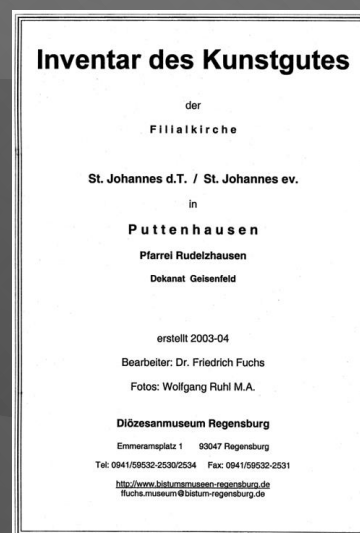 Inventar des Kunstgutes
der
Filialkirche
St. Johannes d.T. / St. Johannes ev.
in
Puttenhausen
Pfarrei Rudelzhausen
Dekanat Geisenfeld
erstellt 2003-04
Bearbeiter: Dr. Friedrich Fuchs
Fotos: Wolfgang Ruhl M.A.
Diözesanmuseum Regensburg
Emmeramsplatz 1 93047 Regensburg
Tel: 0941/59532-2530/2534 Fax: 0941/59532-2531
http://www.bistumsmuseen-regensburg.de
ffuchs.museum@bistum-regensburg.de